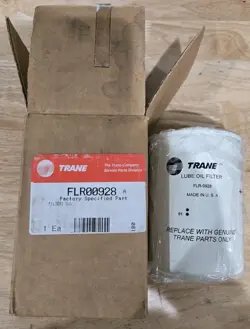 TRANE
The Trane company
Service Parts Division
FLR00928 A
Factory Specified Part
1 Ea
TRANE
LUBE OIL FILTER
FLR-0928
MADE IN U.S.A.
REPLACE WITH GENUINE
TRANE PARTS ONLY